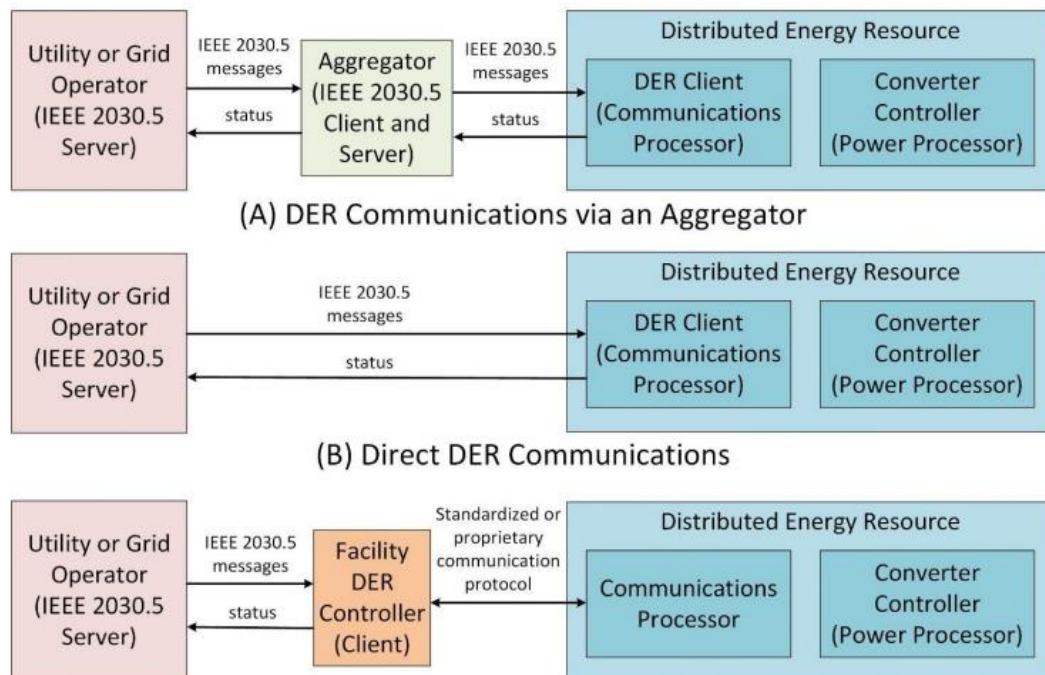 Utility or Grid
Operator
(IEEE 2030.5
Server)
IEEE 2030.5
messages
status
Aggregator
(IEEE 2030.5
Client and
Server)
IEEE 2030.5
messages
status
Distributed Energy Resource
DER Client
(Communications
Processor)
Converter
Controller
(Power Processor)
(A) DER Communications via an Aggregator
Utility or Grid
Operator
(IEEE 2030.5
Server)
IEEE 2030.5
messages
status
Distributed Energy Resource
DER Client
(Communications
Processor)
Converter
Controller
(Power Processor)
(B) Direct DER Communications
Utility or Grid
Operator
(IEEE 2030.5
Server)
IEEE 2030.5
messages
status
Facility
DER
Controller
(Client)
Standardized or
proprietary
communication
protocol
Distributed Energy Resource
Communications
Processor
Converter
Controller
(Power Processor)